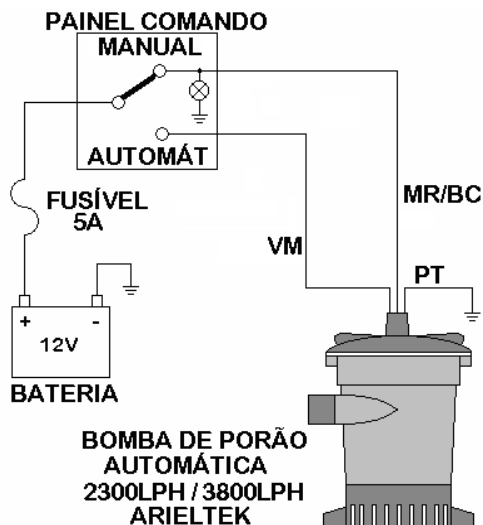 PAINEL COMANDO
MANUAL
AUTOMÁT
FUSÍVEL
5A
MR/BC
VM
PT
+ -
12V
BATERIA
BOMBA DE PORÃO
AUTOMÁTICA
2300LPH / 3800LPH
ARIELTEK